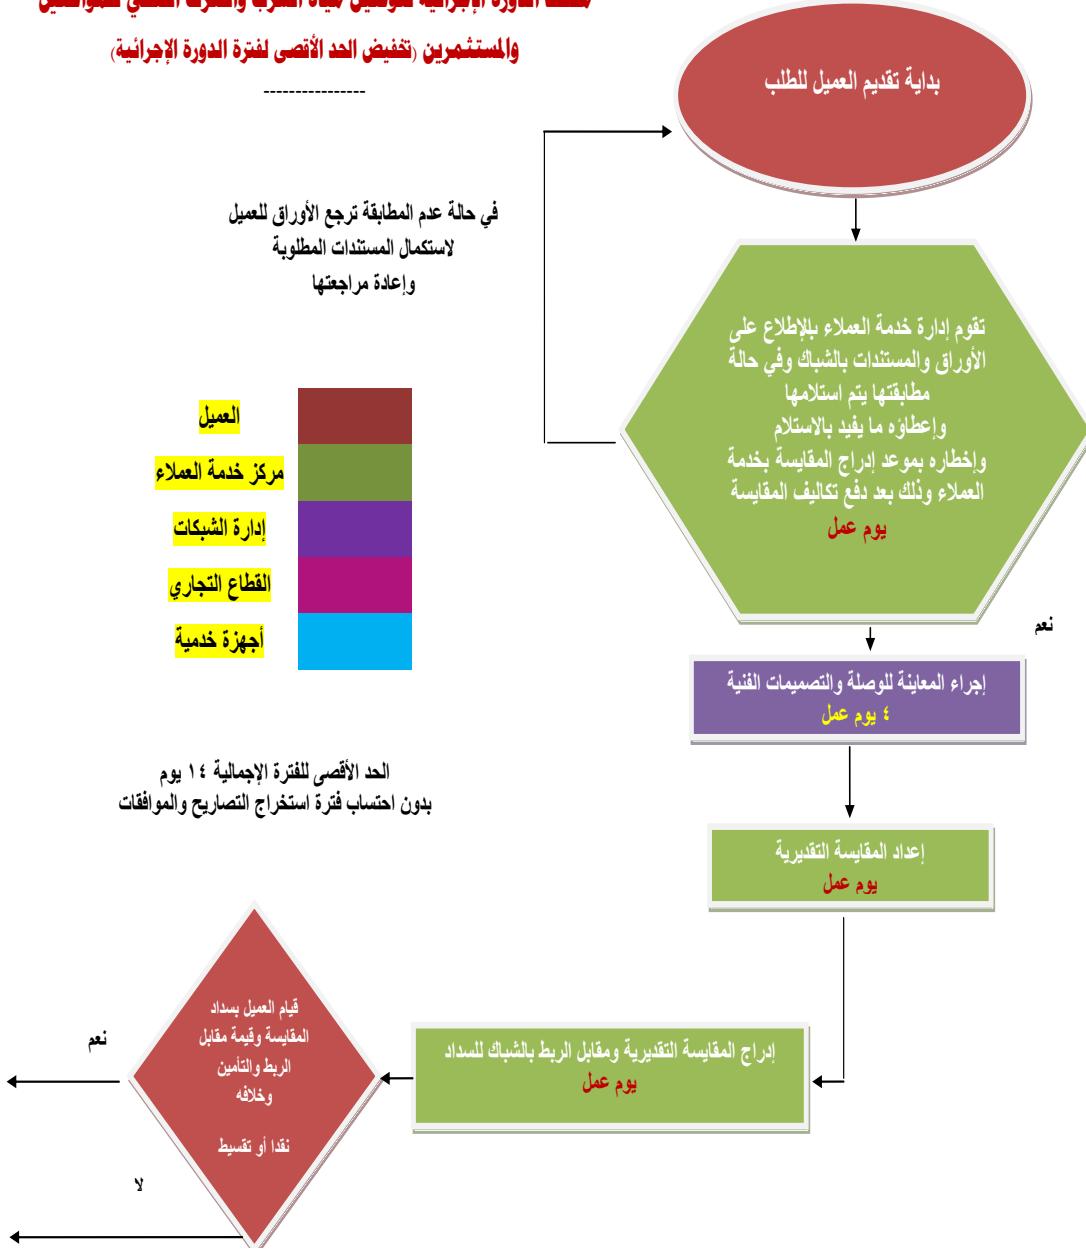 والمستثمرين (تخفيض الحد الأقصى لفترة الدورة الإجرائية)
----------------
بداية تقديم العميل للطلب
في حالة عدم المطابقة ترجع الأوراق للعميل
لاستكمال المستندات المطلوبة
وإعادة مراجعتها
تقوم إدارة خدمة العملاء بالإطلاع على
الأوراق والمستندات بالشباك وفي حالة
مطابقتها يتم استلامها
وإعطاؤه ما يفيد بالاستلام
وإخطاره بموعد إدراج المقايسة بخدمة
العملاء وذلك بعد دفع تكاليف المقايسة
يوم عمل
العميل
مركز خدمة العملاء
إدارة الشبكات
القطاع التجاري
أجهزة خدمية
نعم
إجراء المعاينة للوصلة والتصميمات الفنية
٤ يوم عمل
الحد الأقصى للفترة الإجمالية ١٤ يوم
بدون احتساب فترة استخراج التصاريح والموافقات
إعداد المقايسة التقديرية
يوم عمل
إدراج المقايسة التقديرية ومقابل الربط بالشباك للسداد
يوم عمل
قيام العميل بسداد
المقايسة وقيمة مقابل
الربط والتأمين
وخلافه
نقدا أو تقسيط
نعم
لا